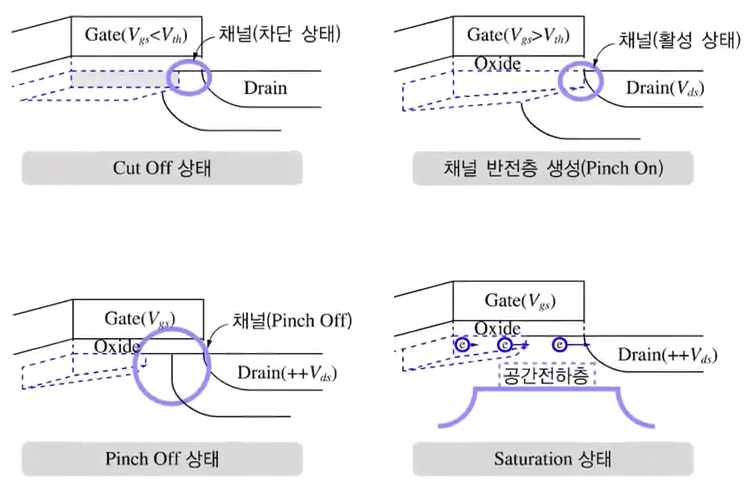 Gate(Vgs<Vth)
채널(차단 상태)
Drain
Cut Off 상태
Gate(Vgs>Vth)
채널(활성 상태)
Oxide
Drain(Vds)
채널 반전층 생성(Pinch On)
Gate(Vgs)
채널(Pinch Off)
Oxide
Drain(++Vds)
Pinch Off 상태
Gate(Vgs)
Oxide
e e e
Drain(++Vds)
공간전하층
Saturation 상태